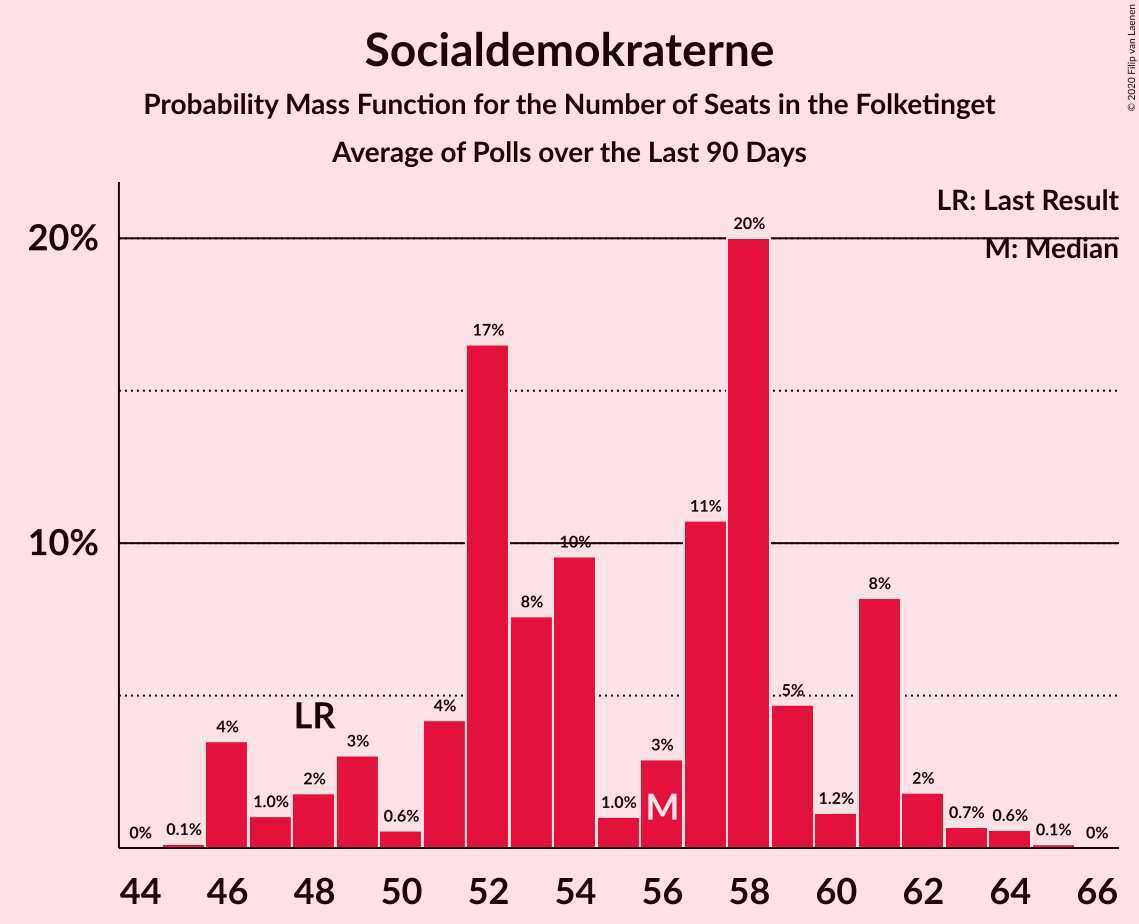 Socialdemokraterne
Probability Mass Function for the Number of Seats in the Folketinget
Average of Polls over the Last 90 Days
© 2020 Filip van Laenen
LR: Last Result
M: Median
20%
10%
0%
0.1%
4%
1.0%
2%
3%
0.6%
4%
17%
8%
10%
1.0%
3%
11%
20%
5%
1.2%
8%
2%
0.7%
0.6%
0.1%
0%
LR
M
44 46 48 50 52 54 56 58 60 62 64 66